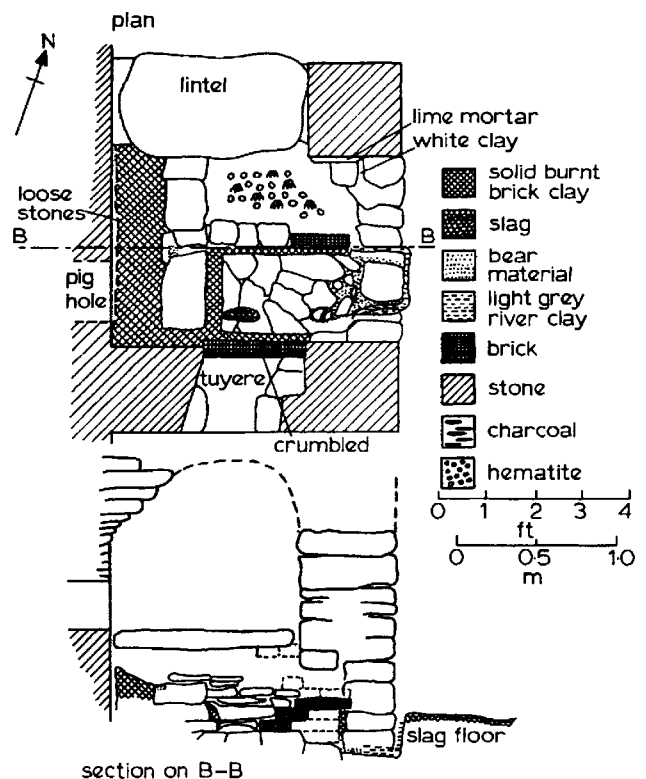 plan
N
lintel
lime mortar
white clay
loose
stones
B
B
pig
hole
tuyere
crumbled
solid burnt
brick clay
slag
bear
material
light grey
river clay
brick
stone
charcoal
hematite
0 1 2 3 4
ft
0 0·5 1·0
m
slag floor
section on B-B